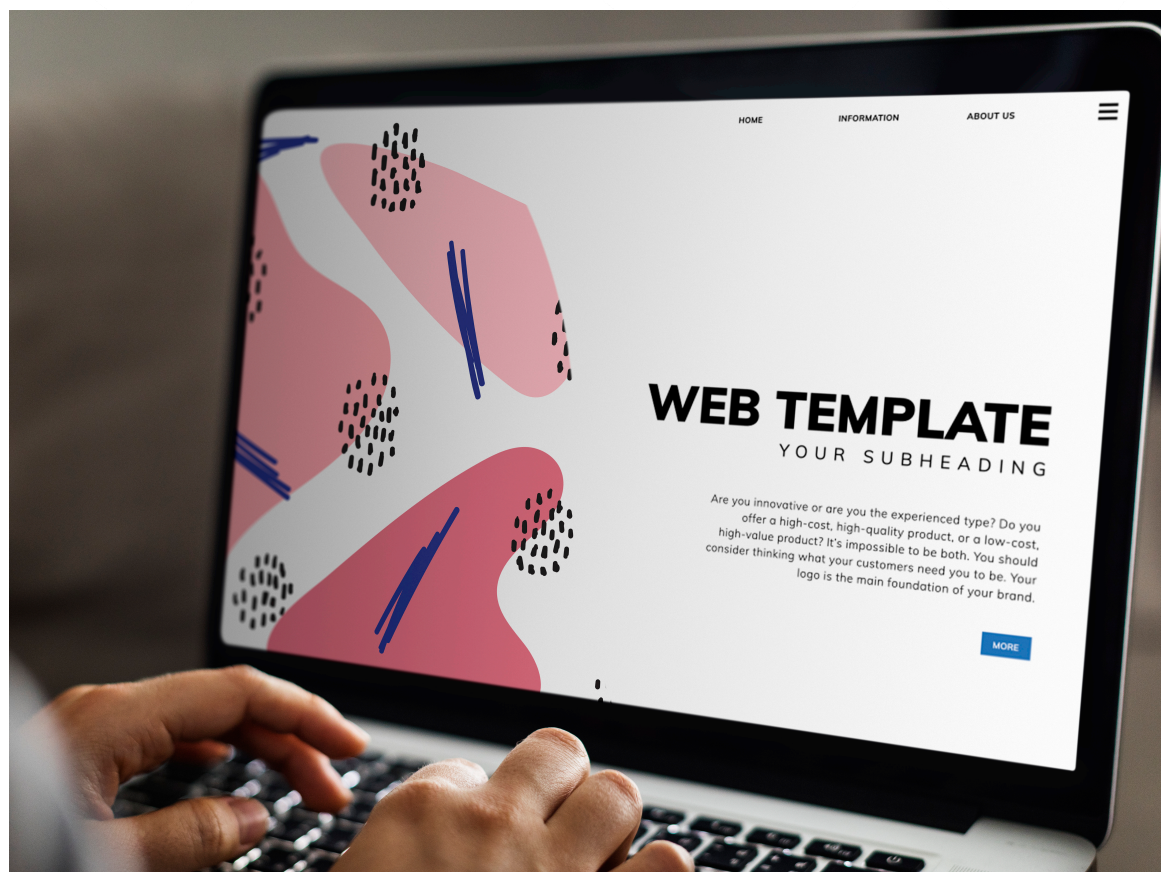 HOME INFORMATION ABOUT US
WEB TEMPLATE
YOUR SUBHEADING
Are you innovative or are you the experienced type? Do you
offer a high-cost, high-quality product, or a low-cost,
high-value product? It's impossible to be both. You should
consider thinking what your customers need you to be. Your
logo is the main foundation of your brand.
MORE